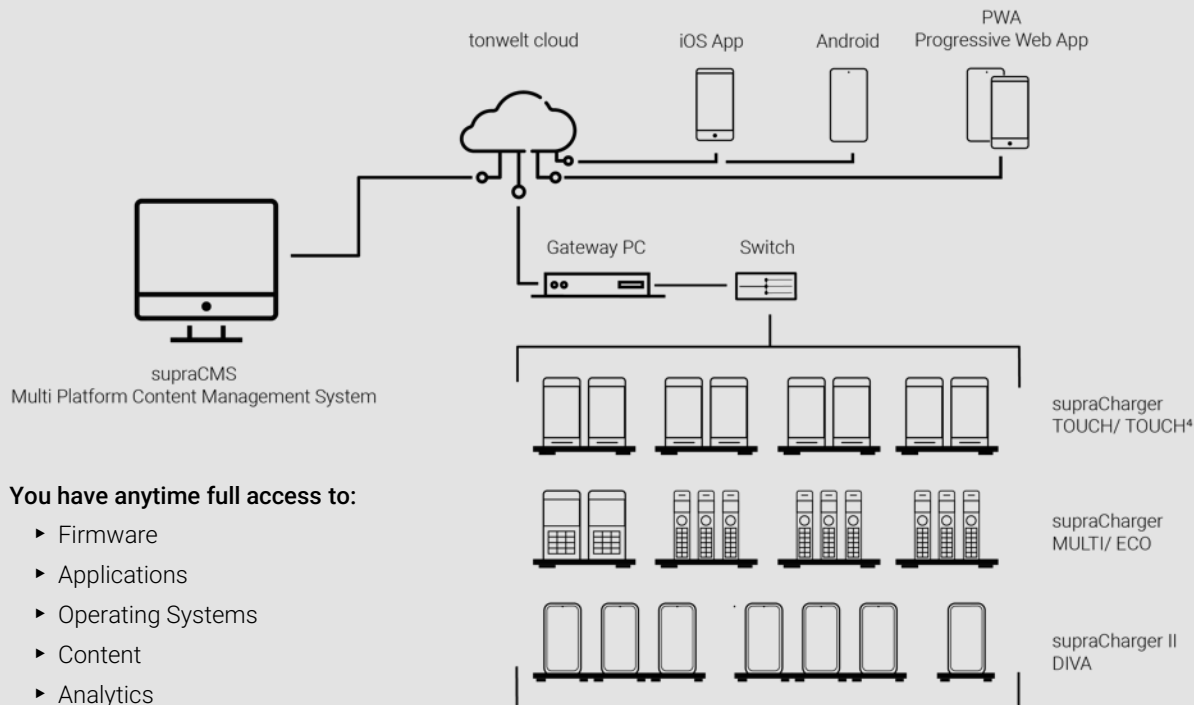 PWA
Progressive Web App
tonwelt cloud
iOS App
Android
Gateway PC
Switch
supraCMS
Multi Platform Content Management System
supraCharger
TOUCH/ TOUCH⁴
You have anytime full access to:
‣ Firmware
‣ Applications
‣ Operating Systems
‣ Content
‣ Analytics
supraCharger
MULTI/ ECO
supraCharger II
DIVA